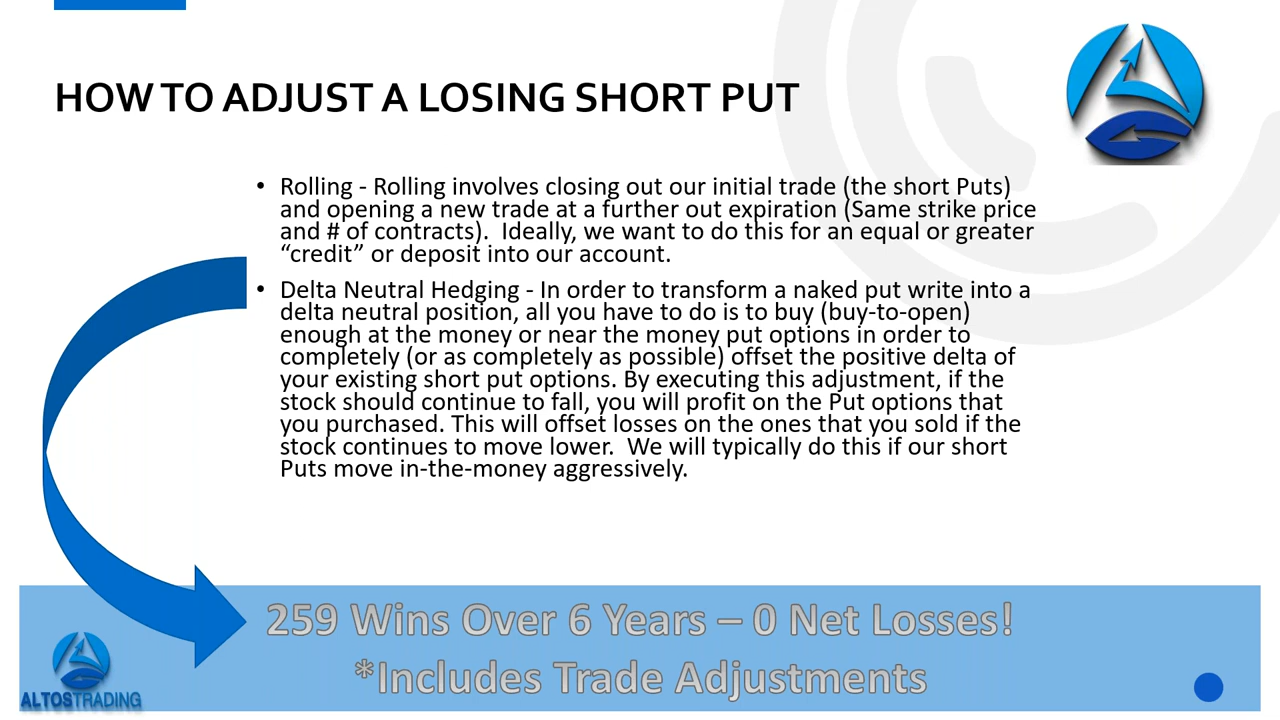 HOW TO ADJUST A LOSING SHORT PUT
• Rolling - Rolling involves closing out our initial trade (the short Puts)
and opening a new trade at a further out expiration (Same strike price
and # of contracts).  Ideally, we want to do this for an equal or greater
“credit” or deposit into our account.
• Delta Neutral Hedging - In order to transform a naked put write into a
delta neutral position, all you have to do is to buy (buy-to-open)
enough at the money or near the money put options in order to
completely (or as completely as possible) offset the positive delta of
your existing short put options. By executing this adjustment, if the
stock should continue to fall, you will profit on the Put options that
you purchased. This will offset losses on the ones that you sold if the
stock continues to move lower.  We will typically do this if our short
Puts move in-the-money aggressively.
259 Wins Over 6 Years – 0 Net Losses!
*Includes Trade Adjustments
ALTOSTRADING